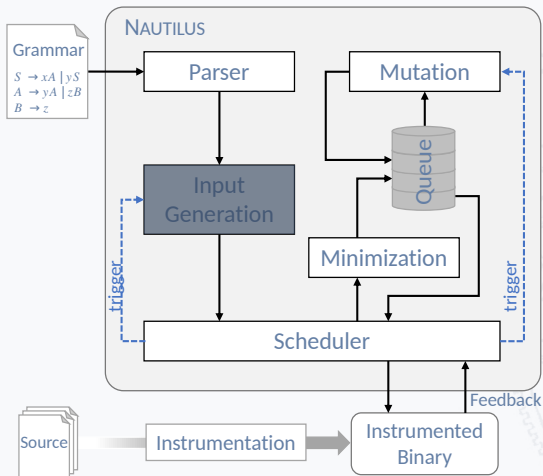 NAUTILUS
Grammar
S → xA | yS
A → yA | zB
B → z
Parser
Mutation
Input
Generation
Queue
Minimization
trigger
trigger
Scheduler
Feedback
Source
Instrumentation
Instrumented
Binary